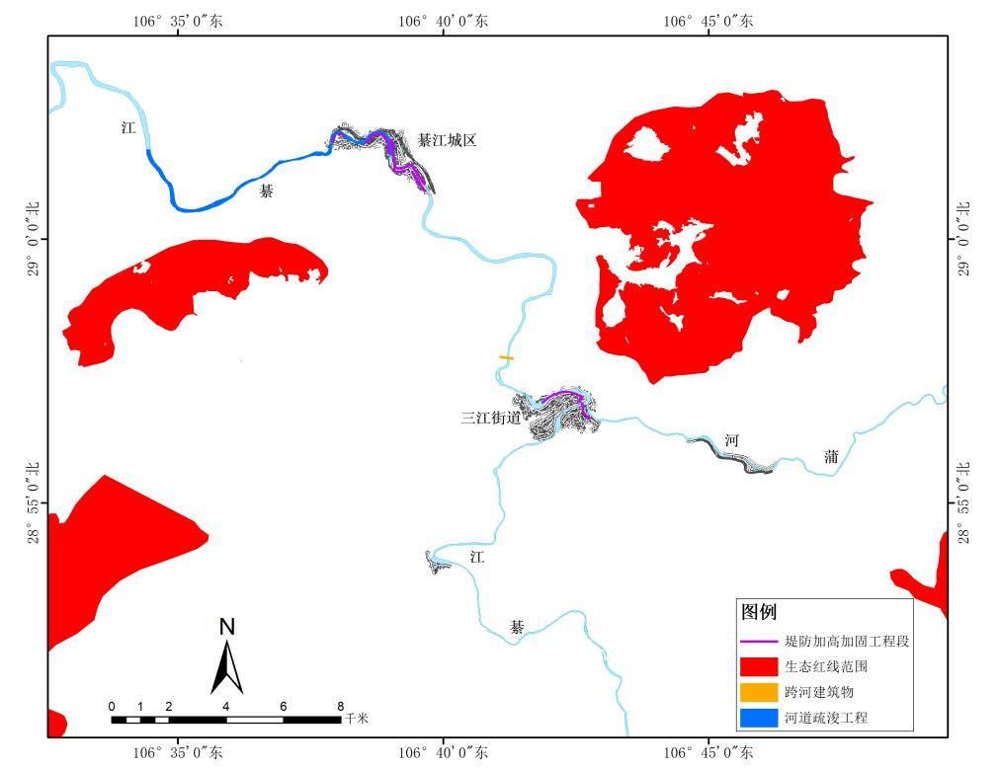 106° 35'0"东
106° 40'0"东
106° 45'0"东
江
綦江城区
綦
29° 0'0"北
29° 0'0"北
三江街道
河
蒲
28° 55'0"北
28° 55'0"北
江
綦
N
0 1 2 4 6 8 千米
图例
堤防加高加固工程段
生态红线范围
跨河建筑物
河道疏浚工程
106° 35'0"东
106° 40'0"东
106° 45'0"东